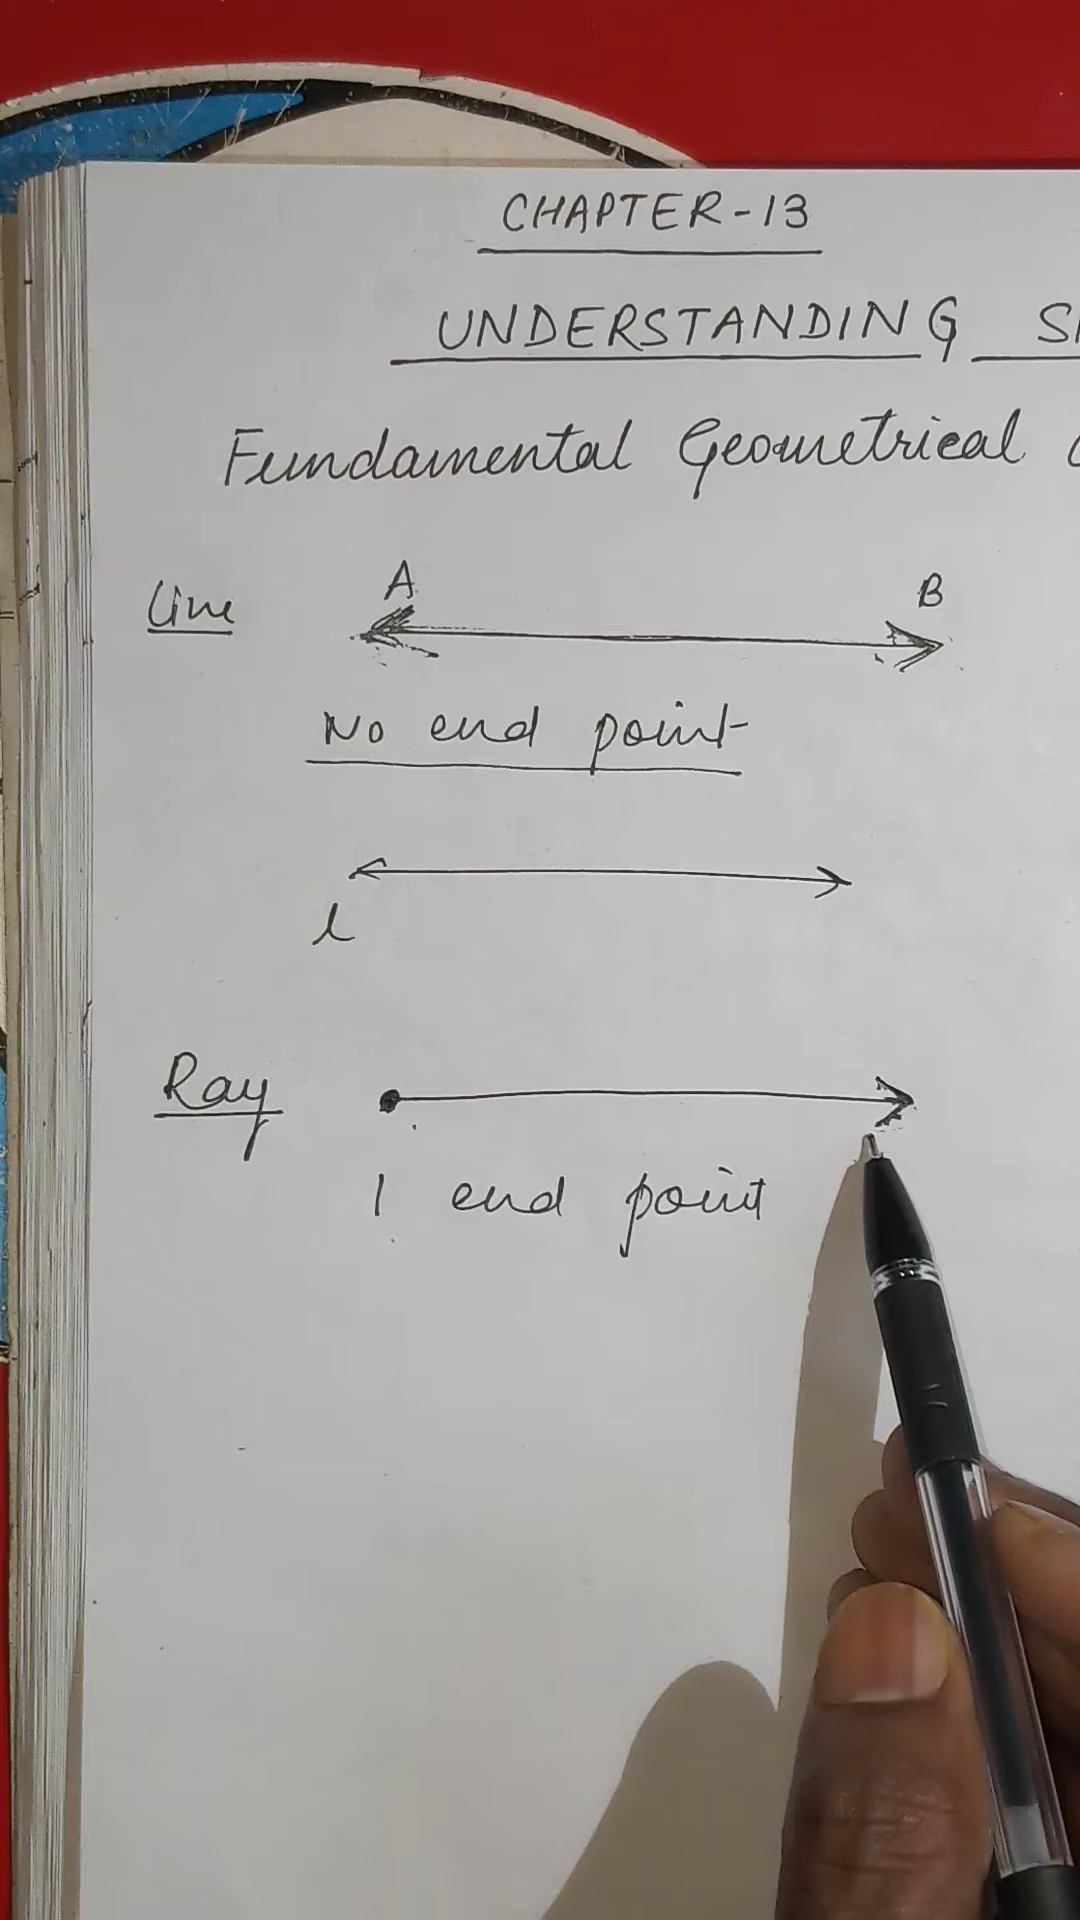 CHAPTER-13
UNDERSTANDING
Fundamental Geometrical
Line A B
No end point
l
Ray
1 end point